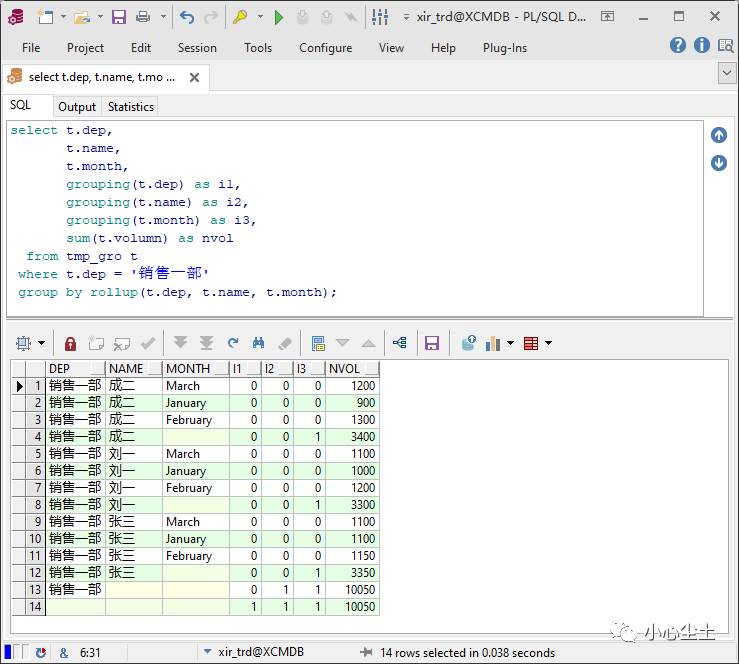 xir_trd@XCMDB - PL/SQL D...
File Project Edit Session Tools Configure View Help Plug-Ins
select t.dep, t.name, t.mo ...
SQL Output Statistics
select t.dep,
t.name,
t.month,
grouping(t.dep) as i1,
grouping(t.name) as i2,
grouping(t.month) as i3,
sum(t.volumn) as nvol
from tmp_gro t
where t.dep = '销售一部'
group by rollup(t.dep, t.name, t.month);
DEP NAME MONTH I1 I2 I3 NVOL
1 销售一部 成二 March 0 0 0 1200
2 销售一部 成二 January 0 0 0 900
3 销售一部 成二 February 0 0 0 1300
4 销售一部 成二 0 0 1 3400
5 销售一部 刘一 March 0 0 0 1100
6 销售一部 刘一 January 0 0 0 1000
7 销售一部 刘一 February 0 0 0 1200
8 销售一部 刘一 0 0 1 3300
9 销售一部 张三 March 0 0 0 1100
10 销售一部 张三 January 0 0 0 1100
11 销售一部 张三 February 0 0 0 1150
12 销售一部 张三 0 0 1 3350
13 销售一部 0 1 1 10050
14 1 1 1 10050
小心尘土
& 6:31 xir_trd@XCMDB 14 rows selected in 0.038 seconds